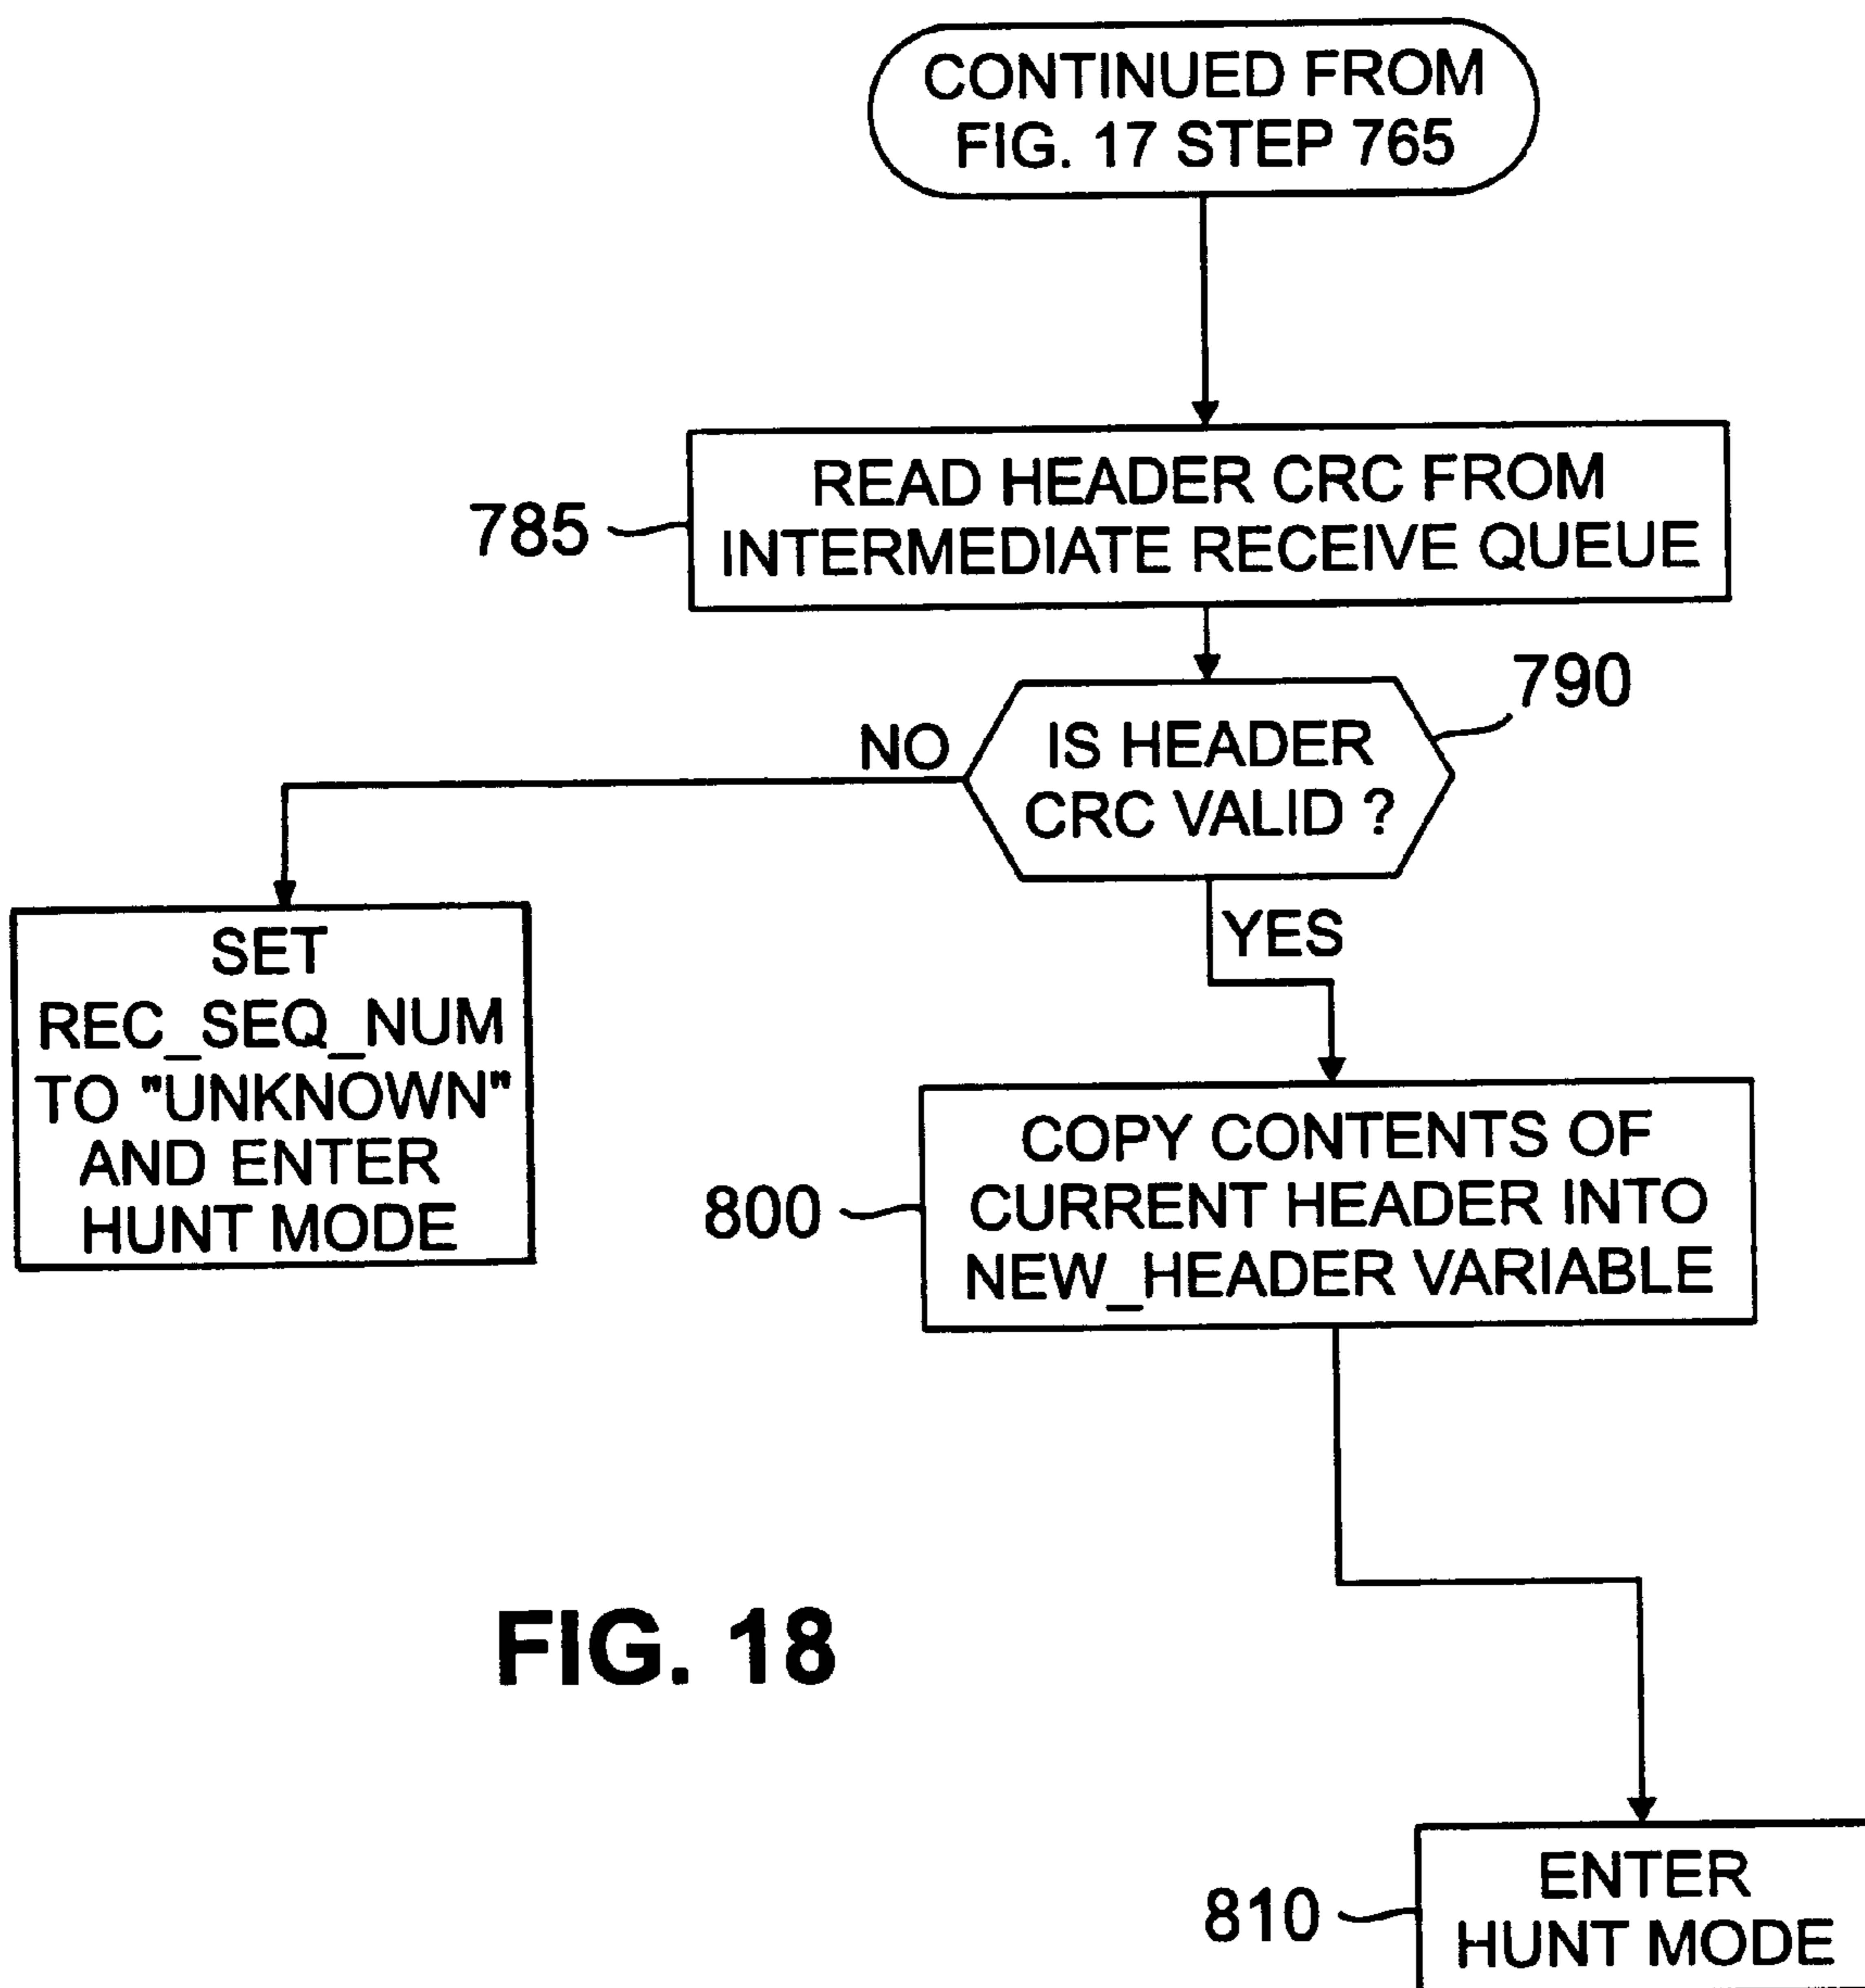 CONTINUED FROM
FIG. 17 STEP 765
READ HEADER CRC FROM
INTERMEDIATE RECEIVE QUEUE
785
790
NO
IS HEADER
CRC VALID ?
YES
SET
REC_SEQ_NUM
TO "UNKNOWN"
AND ENTER
HUNT MODE
COPY CONTENTS OF
CURRENT HEADER INTO
NEW_HEADER VARIABLE
800
FIG. 18
ENTER
HUNT MODE
810